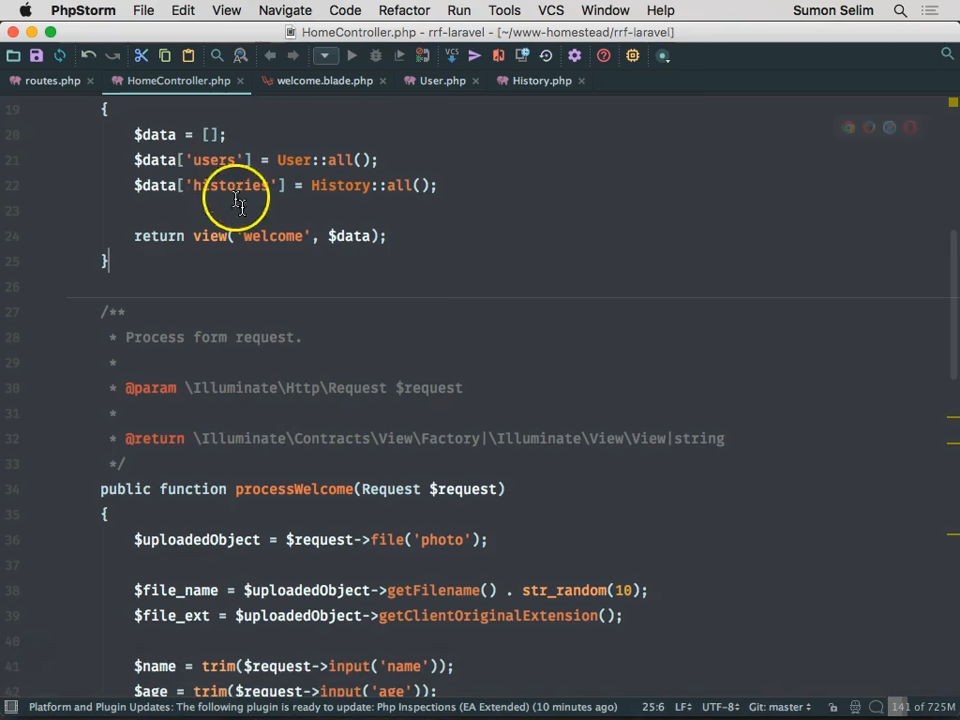 PhpStorm File Edit View Navigate Code Refactor Run Tools VCS Window Help Sumon Selim
HomeController.php - rrf-laravel - [~/www-homestead/rrf-laravel]
VCS
routes.php HomeController.php welcome.blade.php User.php History.php
19 {
20 $data = [];
21 $data['users'] = User::all();
22 $data['histories'] = History::all();
23
24 return view('welcome', $data);
25 }
26
27 /**
28 * Process form request.
29 *
30 * @param \Illuminate\Http\Request $request
31 *
32 * @return \Illuminate\Contracts\View\Factory|\Illuminate\View\View|string
33 */
34 public function processWelcome(Request $request)
35 {
36 $uploadedObject = $request->file('photo');
37
38 $file_name = $uploadedObject->getFilename() . str_random(10);
39 $file_ext = $uploadedObject->getClientOriginalExtension();
40
41 $name = trim($request->input('name'));
42 $age = trim($request->input('age'));
Platform and Plugin Updates: The following plugin is ready to update: Php Inspections (EA Extended) (10 minutes ago) 25:6 LF÷ UTF-8÷ Git: master÷ 141 of 725M